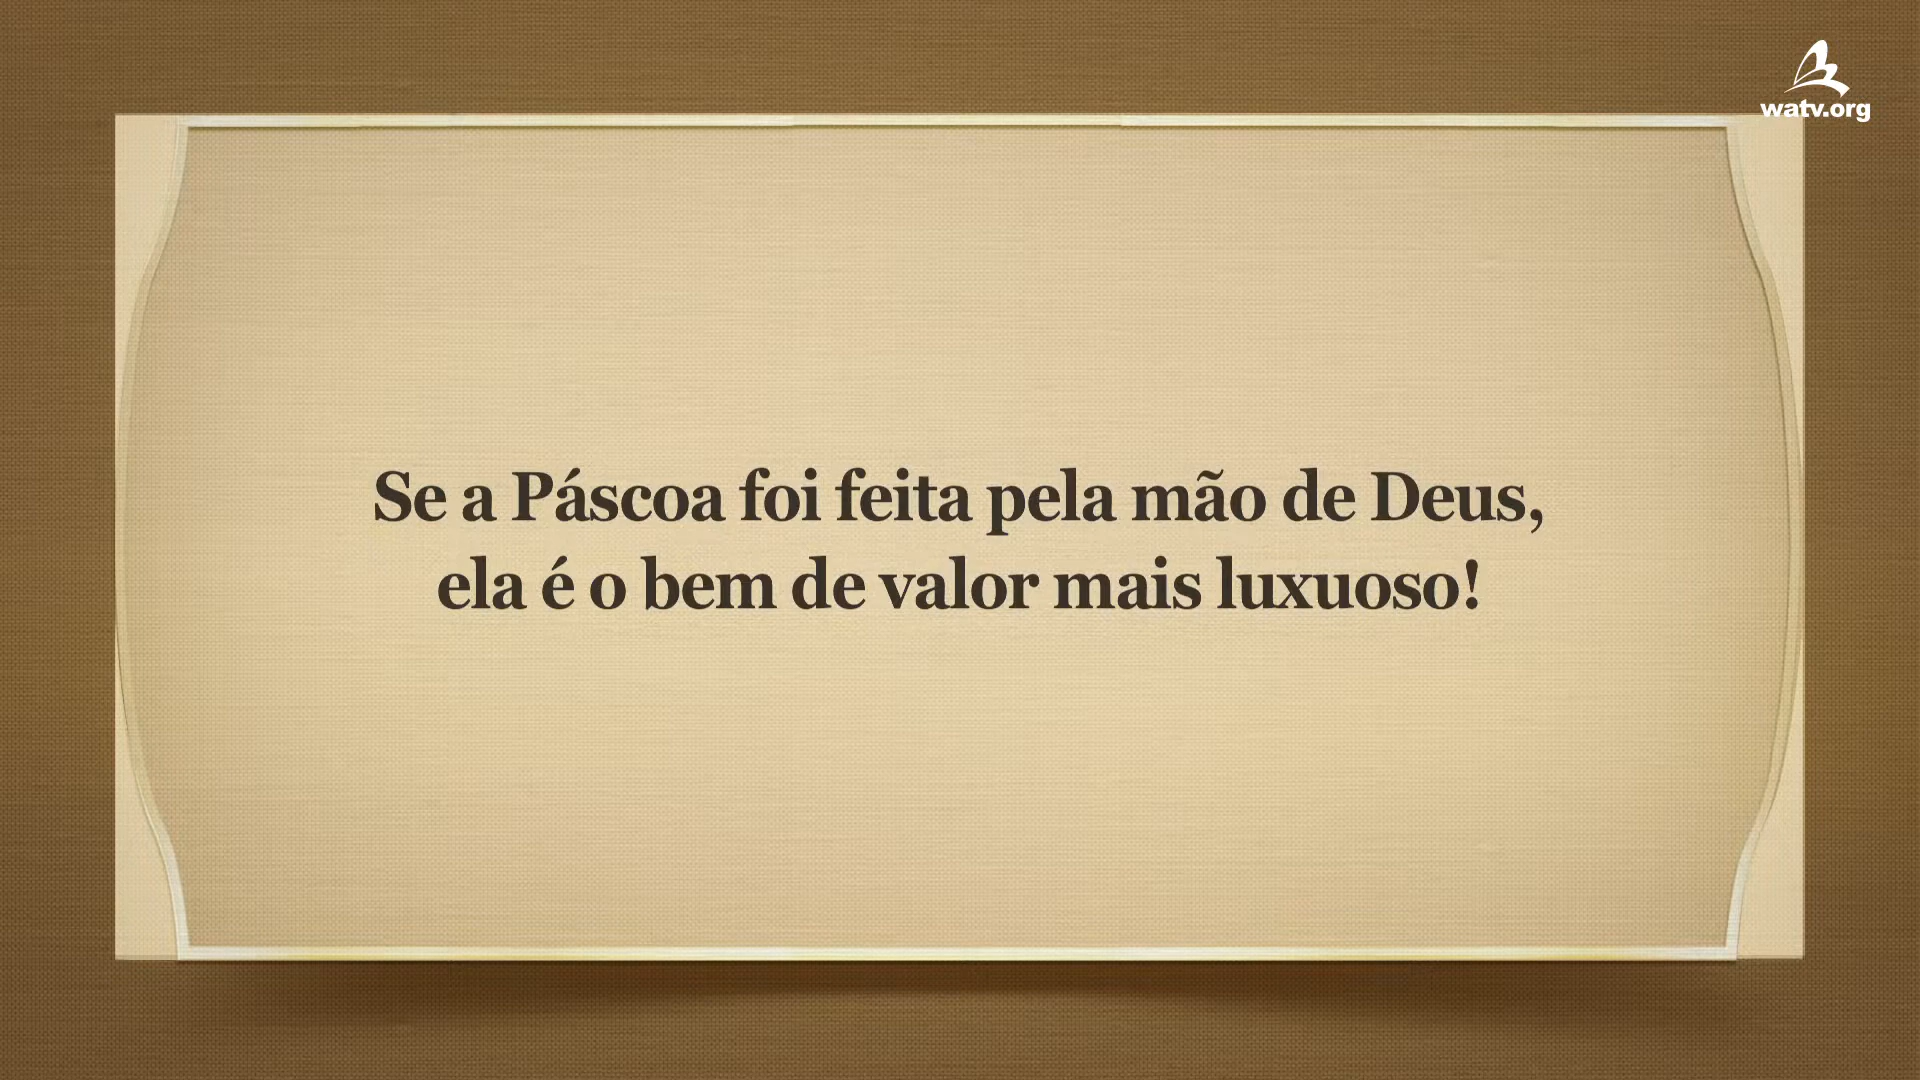 watv.org
Se a Páscoa foi feita pela mão de Deus,
ela é o bem de valor mais luxuoso!